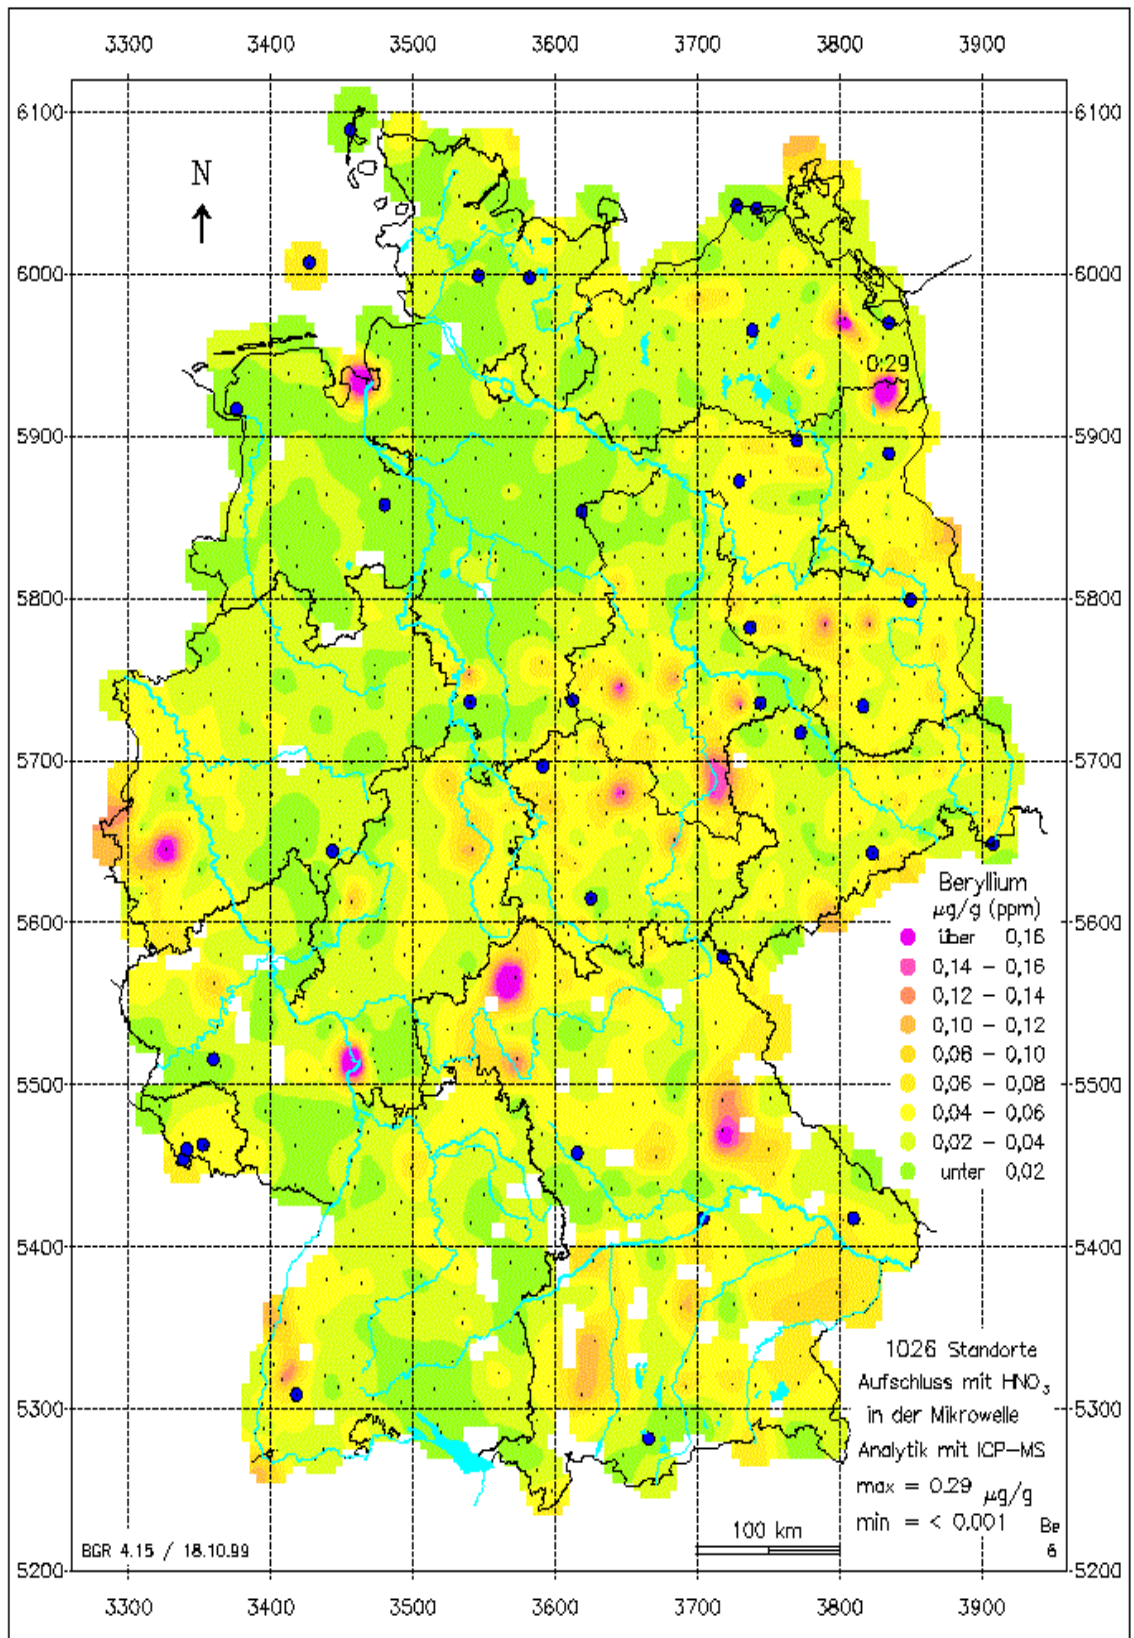 3300 3400 3500 3600 3700 3800 3900
6100 6100
N
6000 6000
0.29
5900 5900
5800 5800
5700 5700
Beryllium
µg/g (ppm)
5600 5600
über 0,16
0,14 – 0,16
0,12 – 0,14
0,10 – 0,12
0,06 – 0,10
5500 5500
0,06 – 0,08
0,04 – 0,06
0,02 – 0,04
unter 0,02
5400 5400
1026 Standorte
Aufschluss mit HNO₃
5300 5300
in der Mikrowelle
Analytik mit ICP–MS
max = 0.29 µg/g
min = < 0.001
100 km
Be
6
BGR 4.15 / 18.10.99
5200 5200
3300 3400 3500 3600 3700 3800 3900